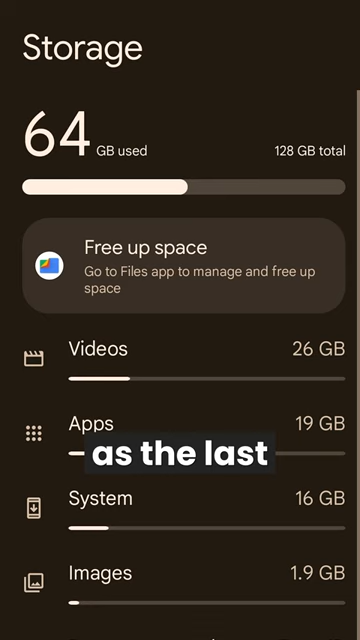 Storage
64 GB used
128 GB total
Free up space
Go to Files app to manage and free up
space
Videos
26 GB
Apps
19 GB
as the last
System
16 GB
Images
1.9 GB